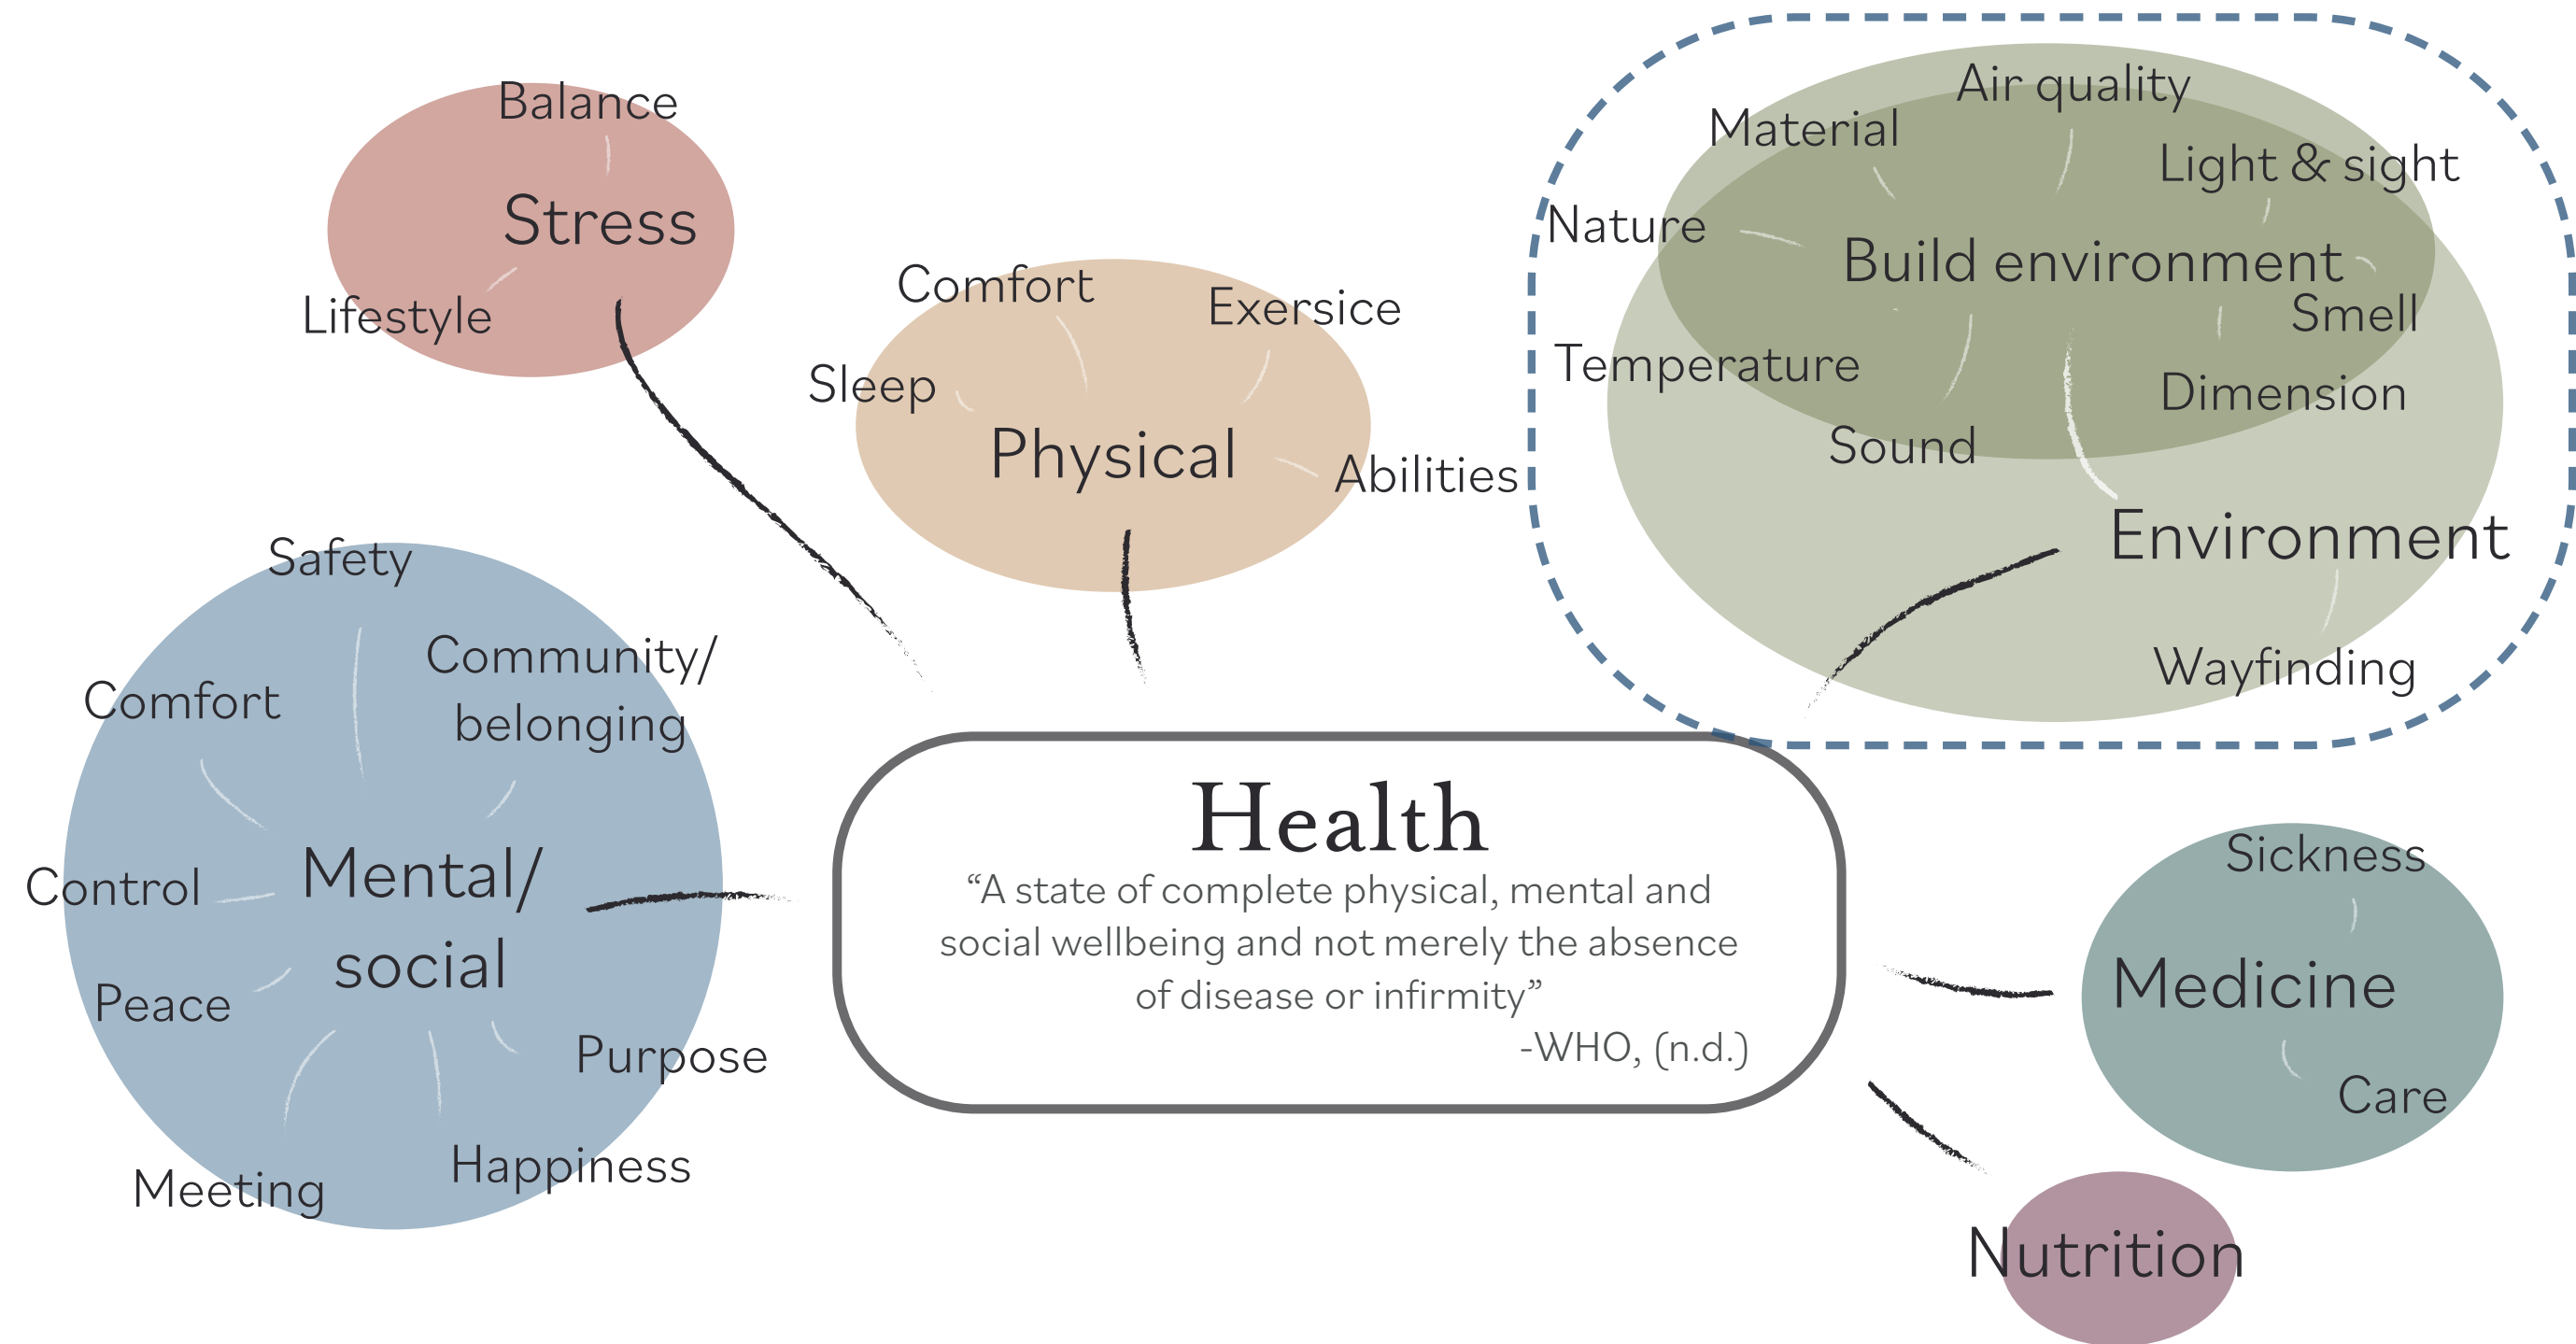 Balance
Stress
Lifestyle
Comfort
Exersice
Sleep
Physical
Abilities
Air quality
Material
Light & sight
Nature
Build environment
Smell
Temperature
Dimension
Sound
Environment
Wayfinding
Safety
Community/
belonging
Comfort
Control
Mental/
social
Peace
Purpose
Happiness
Meeting
Health
“A state of complete physical, mental and
social wellbeing and not merely the absence
of disease or infirmity”
-WHO, (n.d.)
Sickness
Medicine
Care
Nutrition